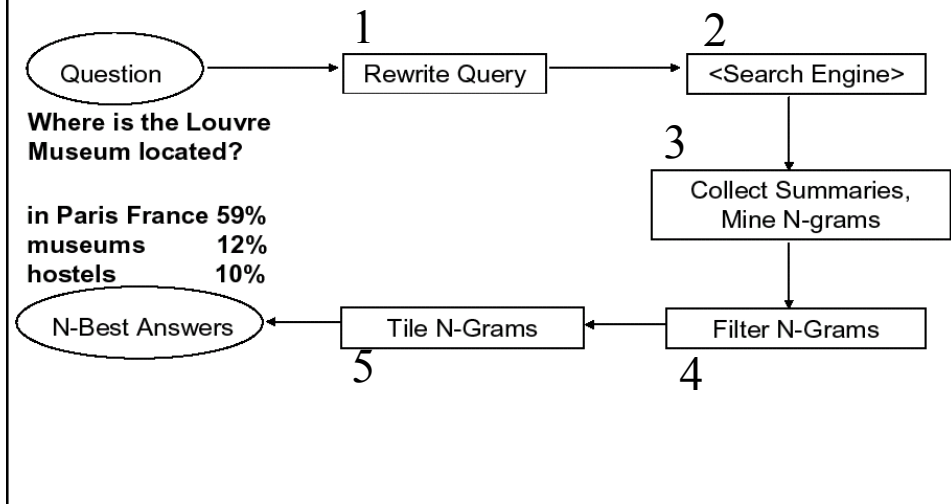 1
2
Question
Rewrite Query
<Search Engine>
Where is the Louvre
Museum located?
3
Collect Summaries,
Mine N-grams
in Paris France 59%
museums 12%
hostels 10%
N-Best Answers
Tile N-Grams
Filter N-Grams
5
4